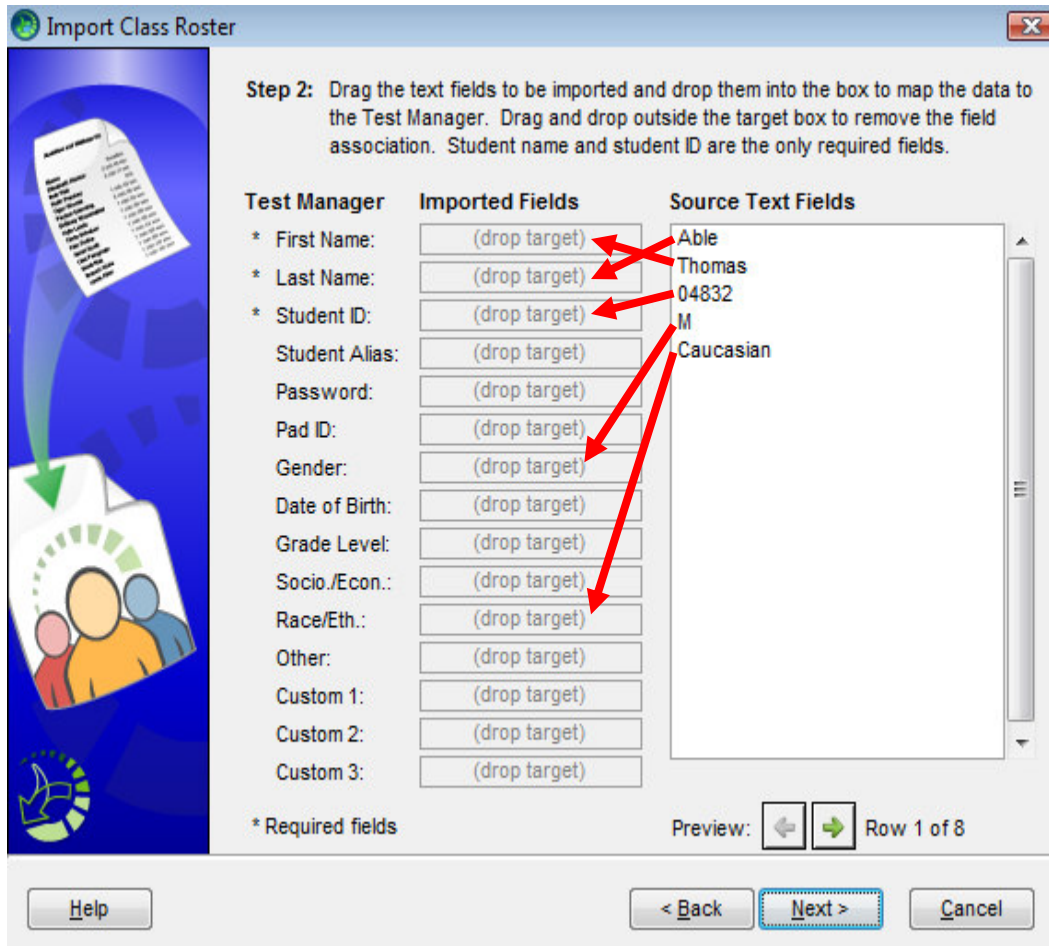 Import Class Roster
Step 2: Drag the text fields to be imported and drop them into the box to map the data to
the Test Manager. Drag and drop outside the target box to remove the field
association. Student name and student ID are the only required fields.
Test Manager Imported Fields Source Text Fields
* First Name: (drop target) Able
* Last Name: (drop target) Thomas
* Student ID: (drop target) 04832
M
Student Alias: (drop target) Caucasian
Password: (drop target)
Pad ID: (drop target)
Gender: (drop target)
Date of Birth: (drop target)
Grade Level: (drop target)
Socio./Econ.: (drop target)
Race/Eth.: (drop target)
Other: (drop target)
Custom 1: (drop target)
Custom 2: (drop target)
Custom 3: (drop target)
* Required fields Preview: Row 1 of 8
Help < Back Next > Cancel